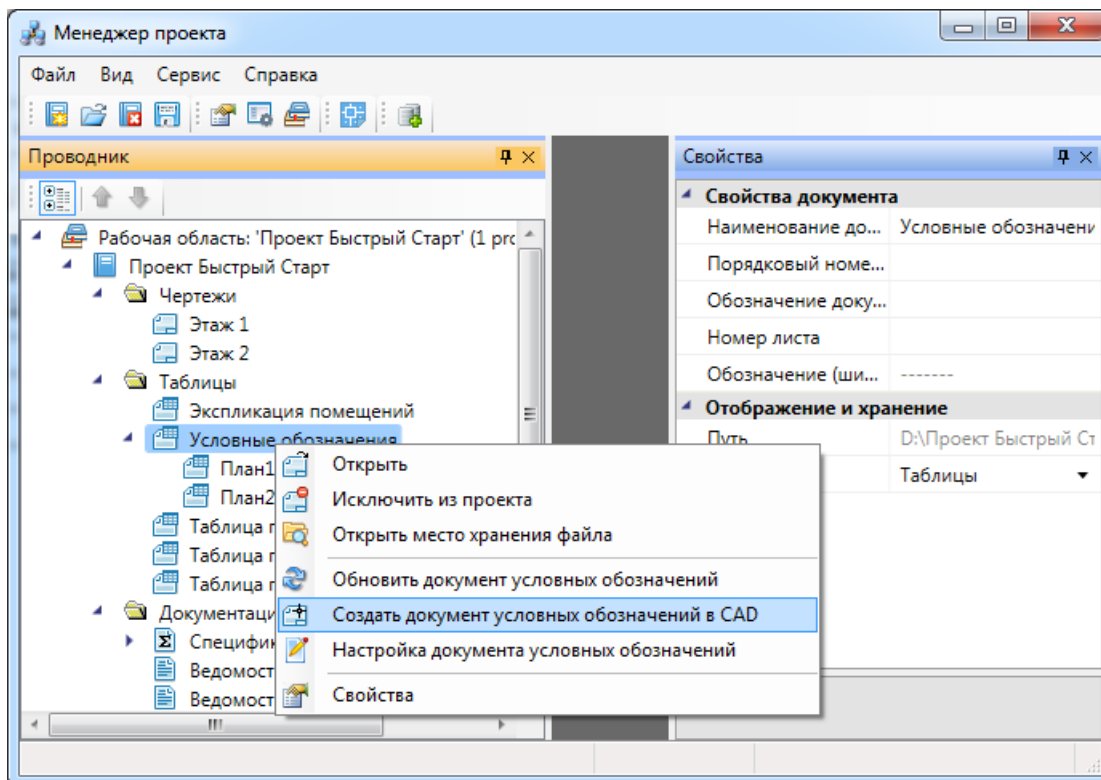 Менеджер проекта
Файл Вид Сервис Справка
Проводник
Рабочая область: 'Проект Быстрый Старт' (1 pro
Проект Быстрый Старт
Чертежи
Этаж 1
Этаж 2
Таблицы
Экспликация помещений
Условные обозначения
План1
План2
Таблица
Таблица
Таблица
Документаци
Специфи
Ведомост
Ведомост
Открыть
Исключить из проекта
Открыть место хранения файла
Обновить документ условных обозначений
Создать документ условных обозначений в CAD
Настройка документа условных обозначений
Свойства
Свойства
Свойства документа
Наименование до... Условные обозначени
Порядковый номе...
Обозначение доку...
Номер листа
Обозначение (ши... -------
Отображение и хранение
Путь D:\Проект Быстрый Ст
Таблицы